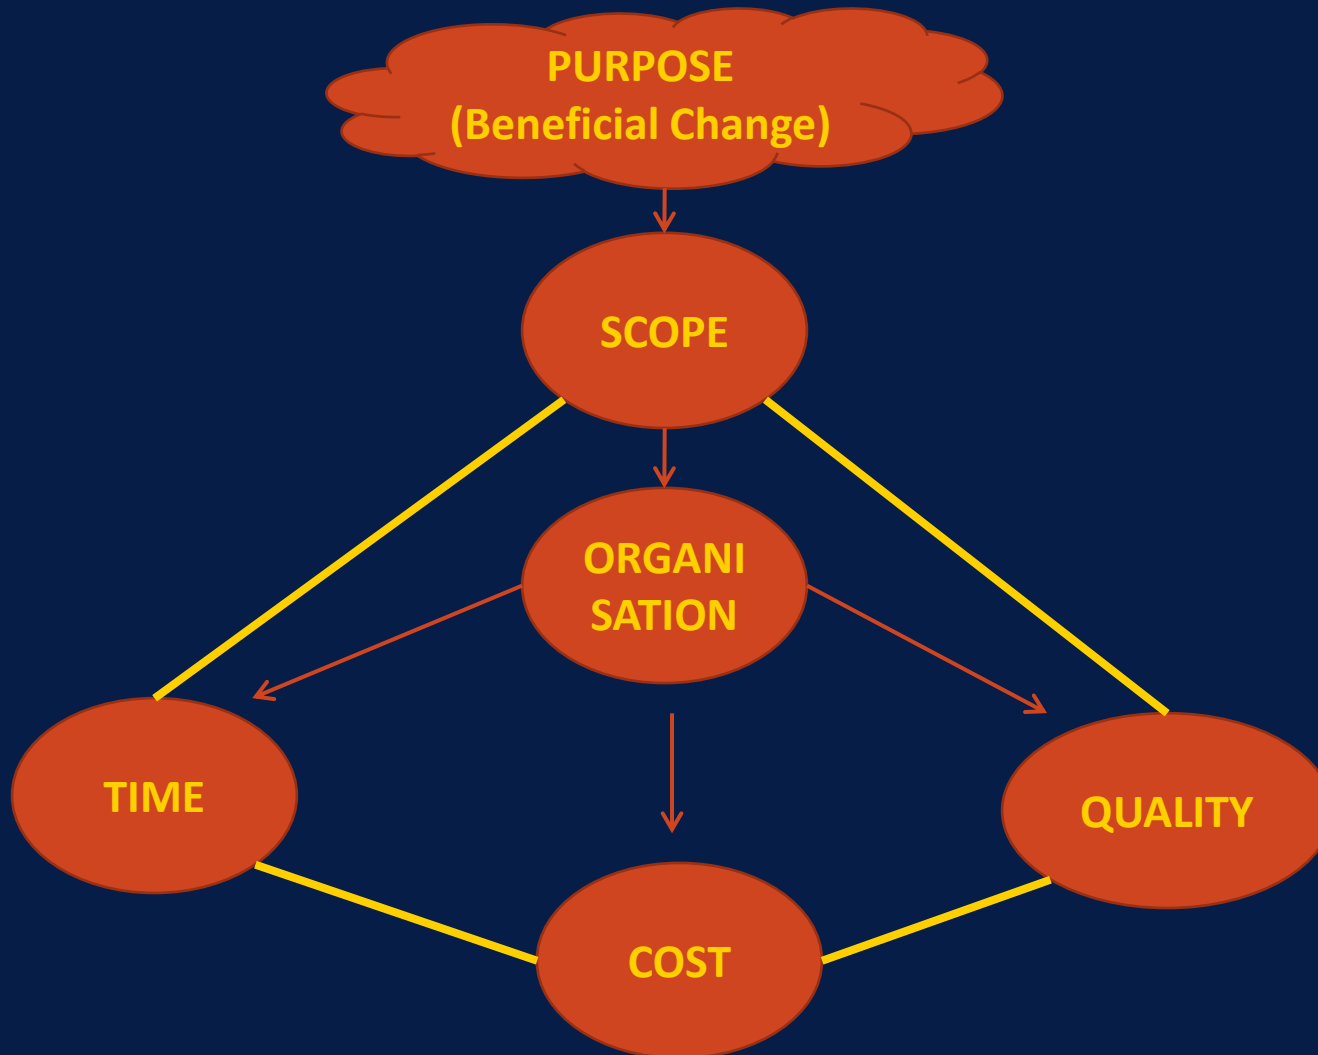 PURPOSE
(Beneficial Change)
SCOPE
ORGANI
SATION
TIME
QUALITY
COST